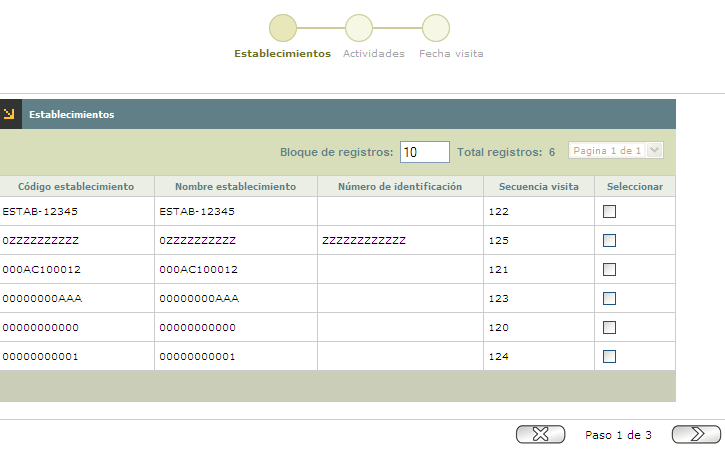 Establecimientos Actividades Fecha visita
Establecimientos
Bloque de registros: 10 Total registros: 6 Pagina 1 de 1
Código establecimiento Nombre establecimiento Número de identificación Secuencia visita Seleccionar
ESTAB-12345 ESTAB-12345 122
0ZZZZZZZZZZ 0ZZZZZZZZZZ ZZZZZZZZZZZZ 125
000AC100012 000AC100012 121
00000000AAA 00000000AAA 123
00000000000 00000000000 120
00000000001 00000000001 124
Paso 1 de 3